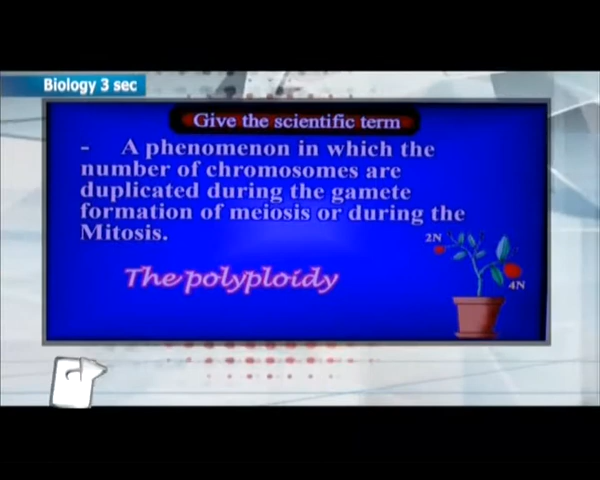 Biology 3 sec
Give the scientific term
- A phenomenon in which the
number of chromosomes are
duplicated during the gamete
formation of meiosis or during the
Mitosis.
2N
The polyploidy
4N